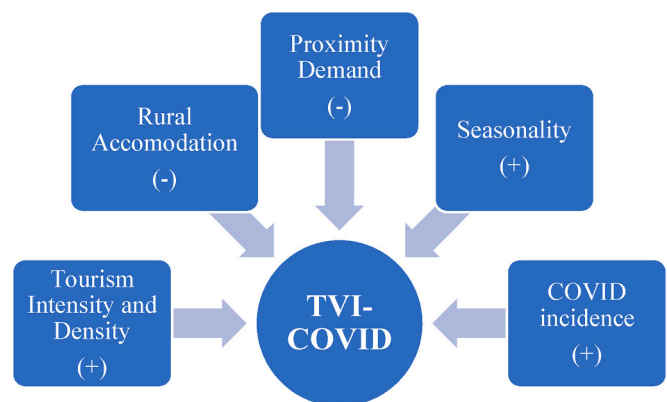 Proximity
Demand
(-)
Rural
Accomodation
(-)
Seasonality
(+)
Tourism
Intensity and
Density
(+)
TVI-
COVID
COVID
incidence
(+)